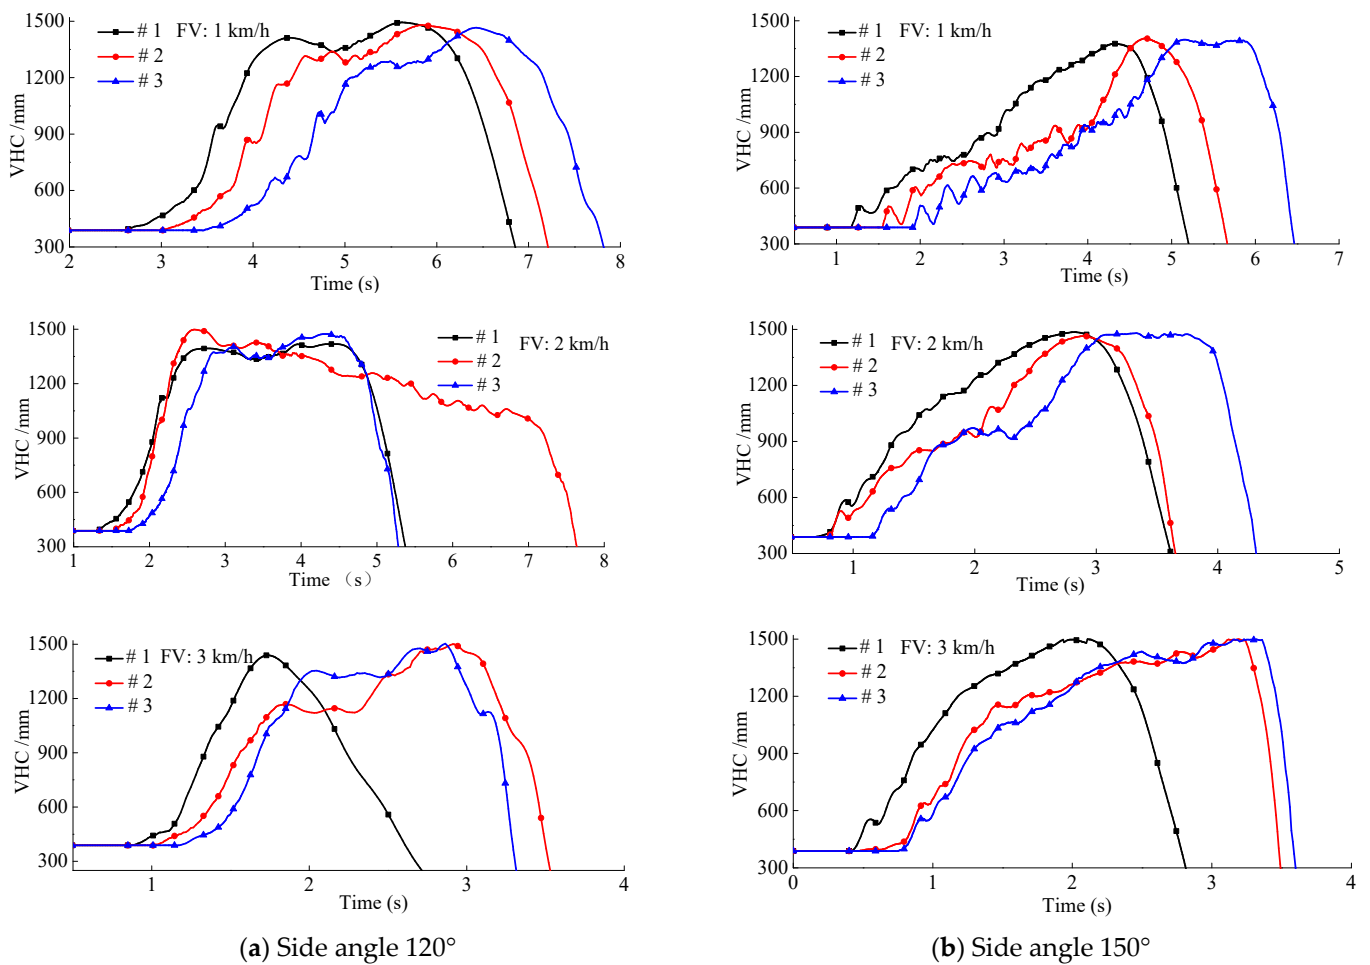 1500
1200
900
600
300
VHC /mm
# 1 FV: 1 km/h
# 2
# 3
2 3 4 5 6 7 8
Time (s)
1500
1200
900
600
300
VHC /mm
# 1 FV: 1 km/h
# 2
# 3
1 2 3 4 5 6 7
Time (s)
1500
1200
900
600
300
VHC /mm
# 1
# 2 FV: 2 km/h
# 3
1 2 3 4 5 6 7 8
Time （s）
1500
1200
900
600
300
VHC /mm
# 1 FV: 2 km/h
# 2
# 3
1 2 3 4 5
Time (s)
1500
1200
900
600
300
VHC /mm
# 1 FV: 3 km/h
# 2
# 3
1 2 3 4
Time (s)
1500
1200
900
600
300
VHC /mm
# 1 FV: 3 km/h
# 2
# 3
0 1 2 3 4
Time (s)
(a) Side angle 120°
(b) Side angle 150°